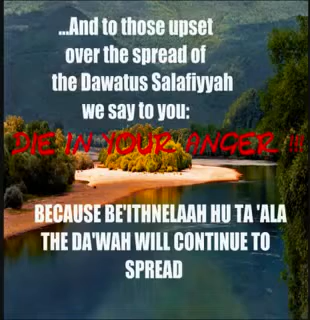 ...And to those upset
over the spread of
the Dawatus Salafiyyah
we say to you:
DIE IN YOUR ANGER !!!
BECAUSE BE'ITHNELAAH HU TA 'ALA
THE DA'WAH WILL CONTINUE TO
SPREAD